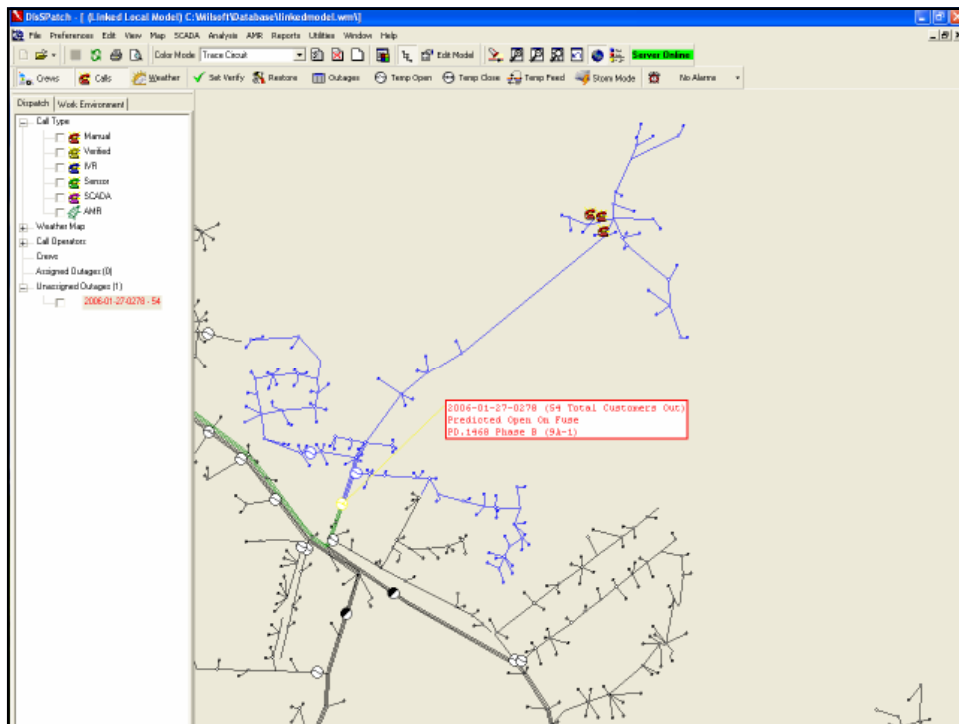 DisSPatch - [ (Linked Local Model) C:\Wilsoft\Database\linkedmodel.wm\]
File Preferences Edit View Map SCADA Analysis AMR Reports Utilities Window Help
Color Mode Trace Circuit Edit Model Server Online
Crews Calls Weather Set Verify Restore Outages Temp Open Temp Close Temp Feed Storm Mode No Alarms
Dispatch Work Environment
Call Type
Manual
Verified
IVR
Sensor
SCADA
AMR
Weather Map
Call Operators
Crews
Assigned Outages (0)
Unassigned Outages (1)
2006-01-27-0278 - 54
2006-01-27-0278 (54 Total Customers Out)
Predicted Open On Fuse
PD.1468 Phase B (9A-1)